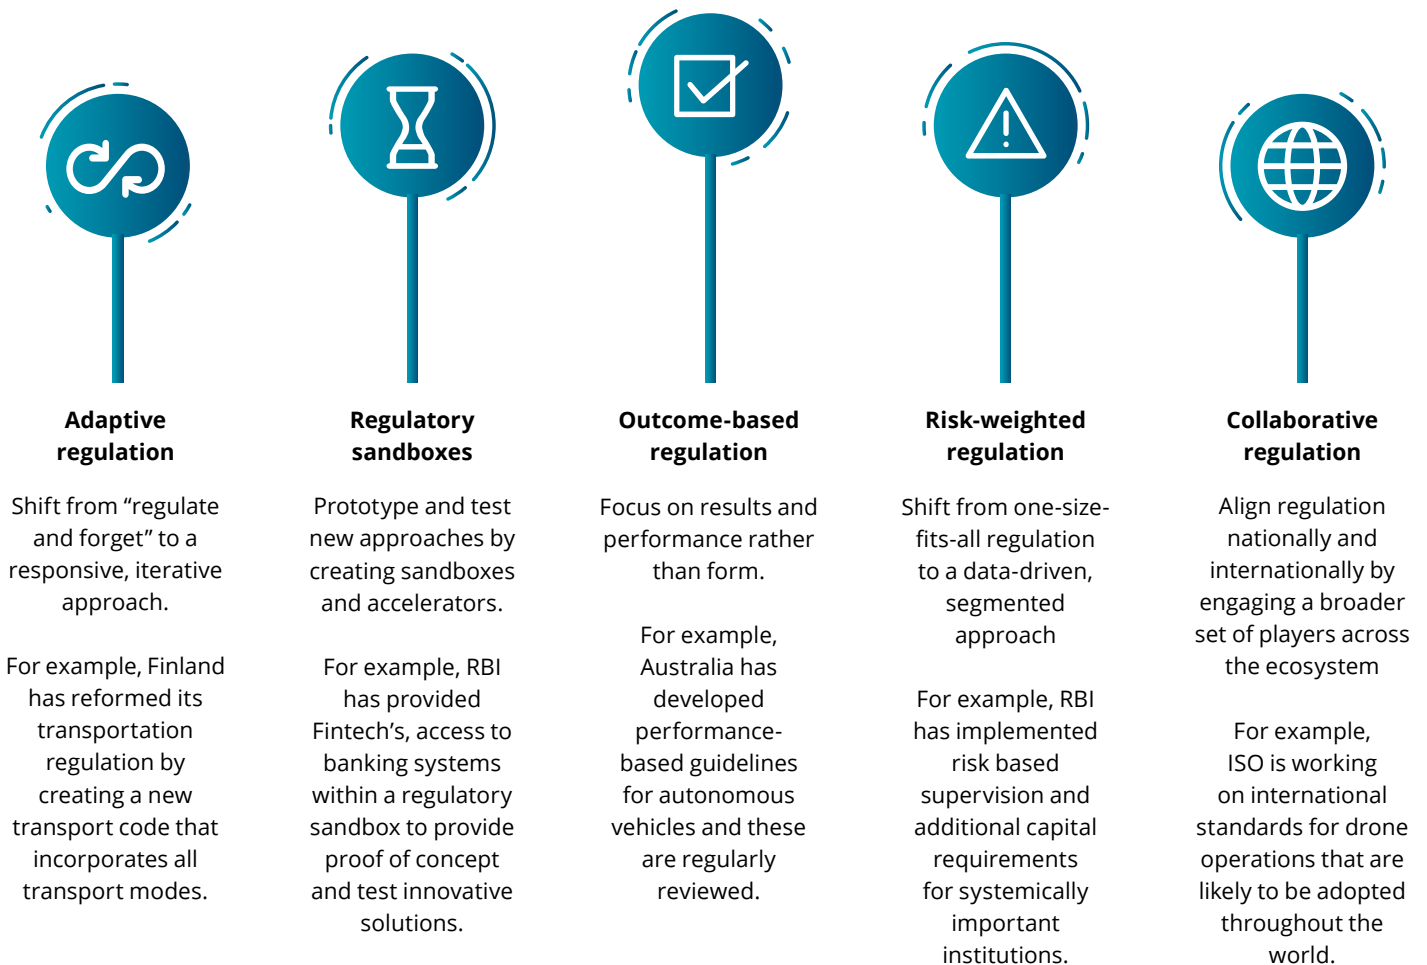 Adaptive
regulation
Shift from “regulate
and forget” to a
responsive, iterative
approach.
For example, Finland
has reformed its
transportation
regulation by
creating a new
transport code that
incorporates all
transport modes.
Regulatory
sandboxes
Prototype and test
new approaches by
creating sandboxes
and accelerators.
For example, RBI
has provided
Fintech’s, access to
banking systems
within a regulatory
sandbox to provide
proof of concept
and test innovative
solutions.
Outcome-based
regulation
Focus on results and
performance rather
than form.
For example,
Australia has
developed
performance-
based guidelines
for autonomous
vehicles and these
are regularly
reviewed.
Risk-weighted
regulation
Shift from one-size-
fits-all regulation
to a data-driven,
segmented
approach
For example, RBI
has implemented
risk based
supervision and
additional capital
requirements
for systemically
important
institutions.
Collaborative
regulation
Align regulation
nationally and
internationally by
engaging a broader
set of players across
the ecosystem
For example,
ISO is working
on international
standards for drone
operations that are
likely to be adopted
throughout the
world.